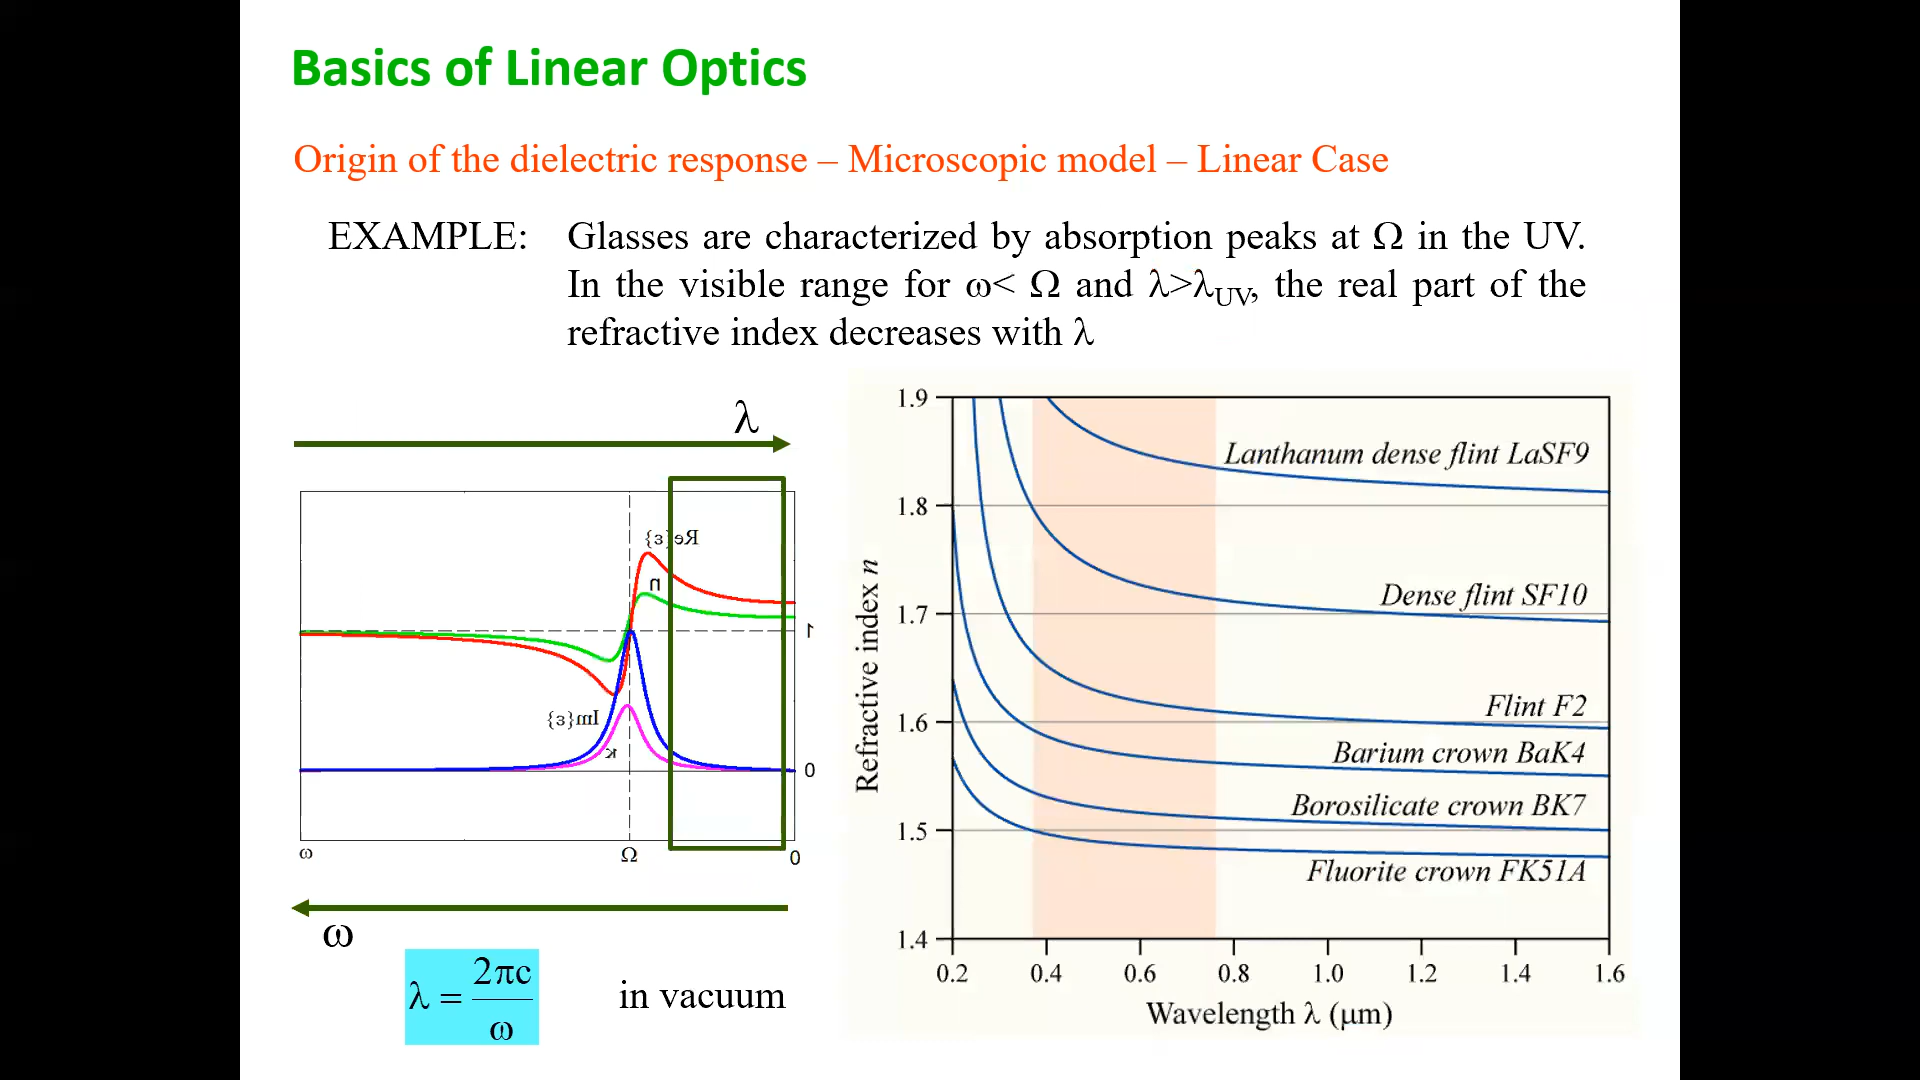 Basics of Linear Optics
Origin of the dielectric response – Microscopic model – Linear Case
EXAMPLE: Glasses are characterized by absorption peaks at Ω in the UV.
In the visible range for ω< Ω and λ>λUV, the real part of the
refractive index decreases with λ
λ
Re{ε}
n
1
Im{ε}
κ
0
ω Ω 0
ω
λ = 2πc/ω in vacuum
Refractive index n
1.9
1.8
1.7
1.6
1.5
1.4
Lanthanum dense flint LaSF9
Dense flint SF10
Flint F2
Barium crown BaK4
Borosilicate crown BK7
Fluorite crown FK51A
0.2 0.4 0.6 0.8 1.0 1.2 1.4 1.6
Wavelength λ (μm)